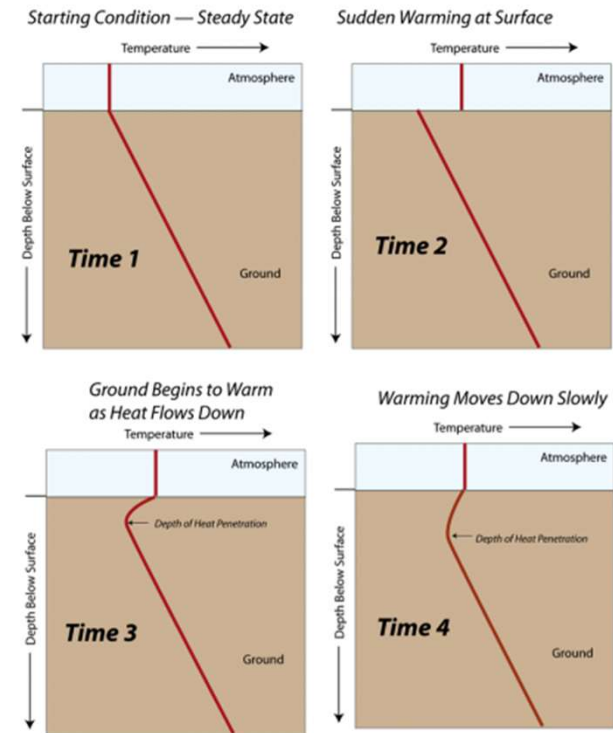 Starting Condition — Steady State
Temperature
Atmosphere
Depth Below Surface
Time 1
Ground
Sudden Warming at Surface
Temperature
Atmosphere
Depth Below Surface
Time 2
Ground
Ground Begins to Warm
as Heat Flows Down
Temperature
Atmosphere
Depth of Heat Penetration
Depth Below Surface
Time 3
Ground
Warming Moves Down Slowly
Temperature
Atmosphere
Depth of Heat Penetration
Depth Below Surface
Time 4
Ground